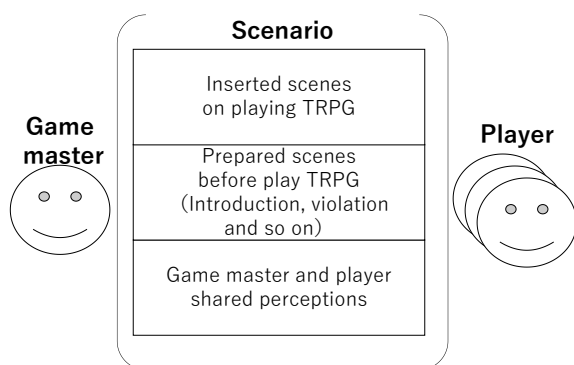 Scenario
Game
master
Inserted scenes
on playing TRPG
Prepared scenes
before play TRPG
(Introduction, violation
and so on)
Game master and player
shared perceptions
Player